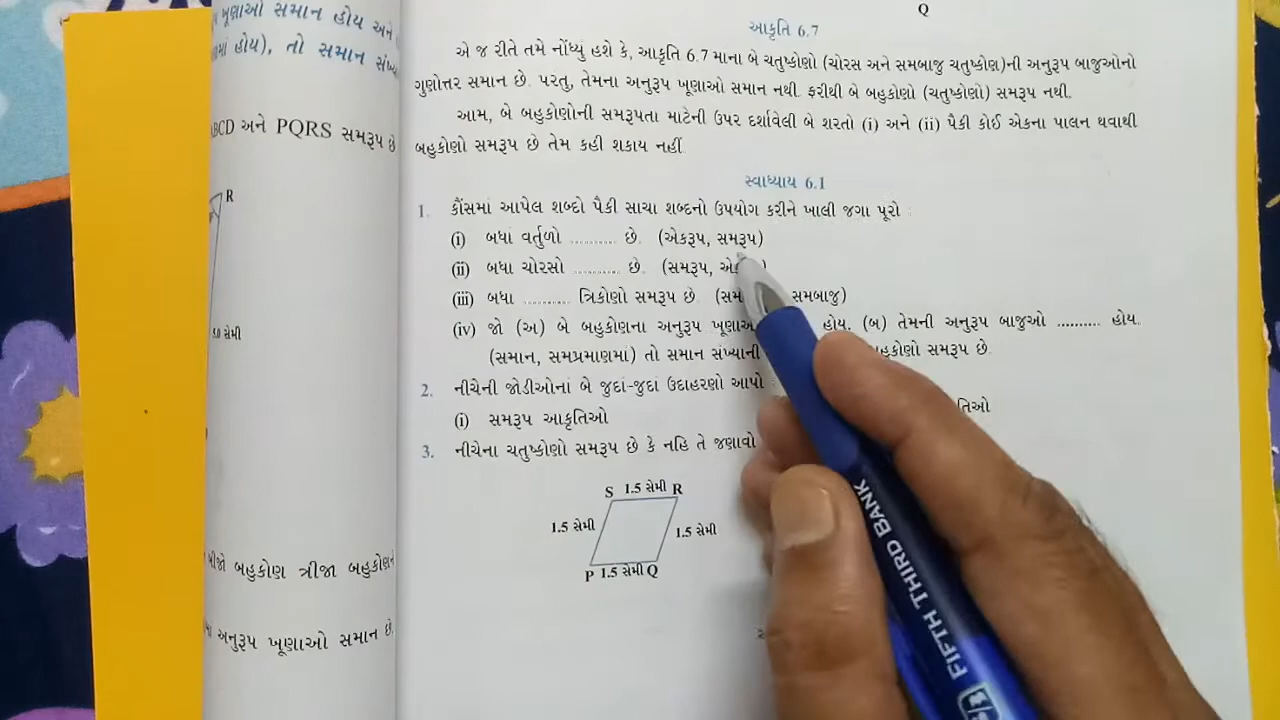 ખૂણાઓ સમાન હોય અને
હોય), તો સમાન
ABCD અને PQRS સમરૂપ છે
R
5.0 સેમી
બીજો બહુકોણ ત્રીજા બહુકોણ
અનુરૂપ ખૂણાઓ સમાન છે.
Q
આકૃતિ 6.7
એ જ રીતે તમે નોંધ્યું હશે કે, આકૃતિ 6.7 માના બે ચતુષ્કોણો (ચોરસ અને સમબાજુ ચતુષ્કોણ)ની અનુરૂપ બાજુઓનો
ગુણોત્તર સમાન છે. પરતુ, તેમના અનુરૂપ ખૂણાઓ સમાન નથી. ફરીથી બે બહુકોણો (ચતુષ્કોણો) સમરૂપ નથી.
આમ, બે બહુકોણોની સમરૂપતા માટેની ઉપર દર્શાવેલી બે શરતો (i) અને (ii) પૈકી કોઈ એકના પાલન થવાથી
બહુકોણો સમરૂપ છે તેમ કહી શકાય નહીં.
સ્વાધ્યાય 6.1
1. કૌંસમાં આપેલ શબ્દો પૈકી સાચા શબ્દનો ઉપયોગ કરીને ખાલી જગા પૂરો :
(i) બધાં વર્તુળો .......... છે. (એકરૂપ, સમરૂપ)
(ii) બધા ચોરસો .......... છે. (સમરૂપ,
(iii) બધા .......... ત્રિકોણો સમરૂપ છે. સમબાજુ)
(iv) જો (અ) બે બહુકોણના અનુરૂપ હોય. (બ) તેમની અનુરૂપ બાજુઓ .......... હોય.
(સમાન, સમપ્રમાણમાં) તો સમાન સંખ્યાની બહુકોણો સમરૂપ છે.
2. નીચેની જોડીઓનાં બે જુદાં-જુદાં ઉદાહરણો આપો :
(i) સમરૂપ આકૃતિઓ
3. નીચેના ચતુષ્કોણો સમરૂપ છે કે નહિ તે જણાવો
S 1.5 સેમી R
1.5 સેમી 1.5 સેમી
P 1.5 સેમી Q
FIFTH THIRD BANK